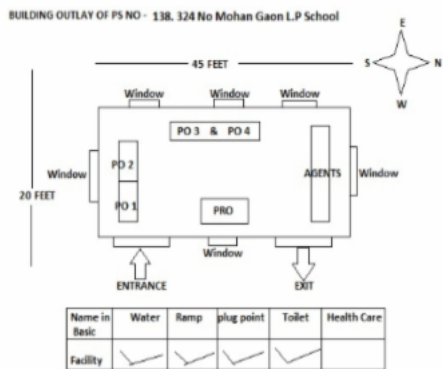 BUILDING OUTLAY OF PS NO - 138. 324 No Mohan Gaon L.P School
E
45 FEET
S
N
W
Window
Window
Window
PO 3 & PO 4
Window
PO 2
AGENTS
Window
20 FEET
PO 1
PRO
Window
ENTRANCE
EXIT
Name in Basic Water Ramp plug point Toilet Health Care
Facility